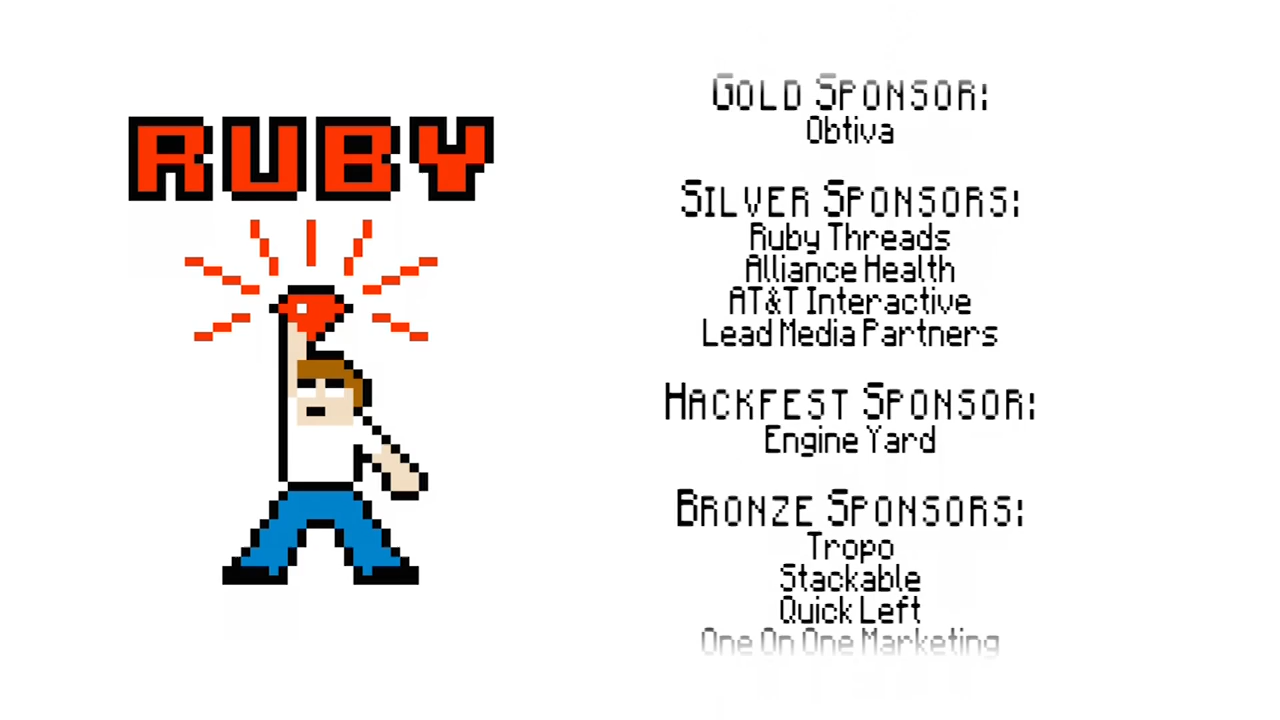 RUBY
GOLD SPONSOR:
Obtiva
SILVER SPONSORS:
Ruby Threads
Alliance Health
AT&T Interactive
Lead Media Partners
HACKFEST SPONSOR:
Engine Yard
BRONZE SPONSORS:
Tropo
Stackable
Quick Left
One On One Marketing